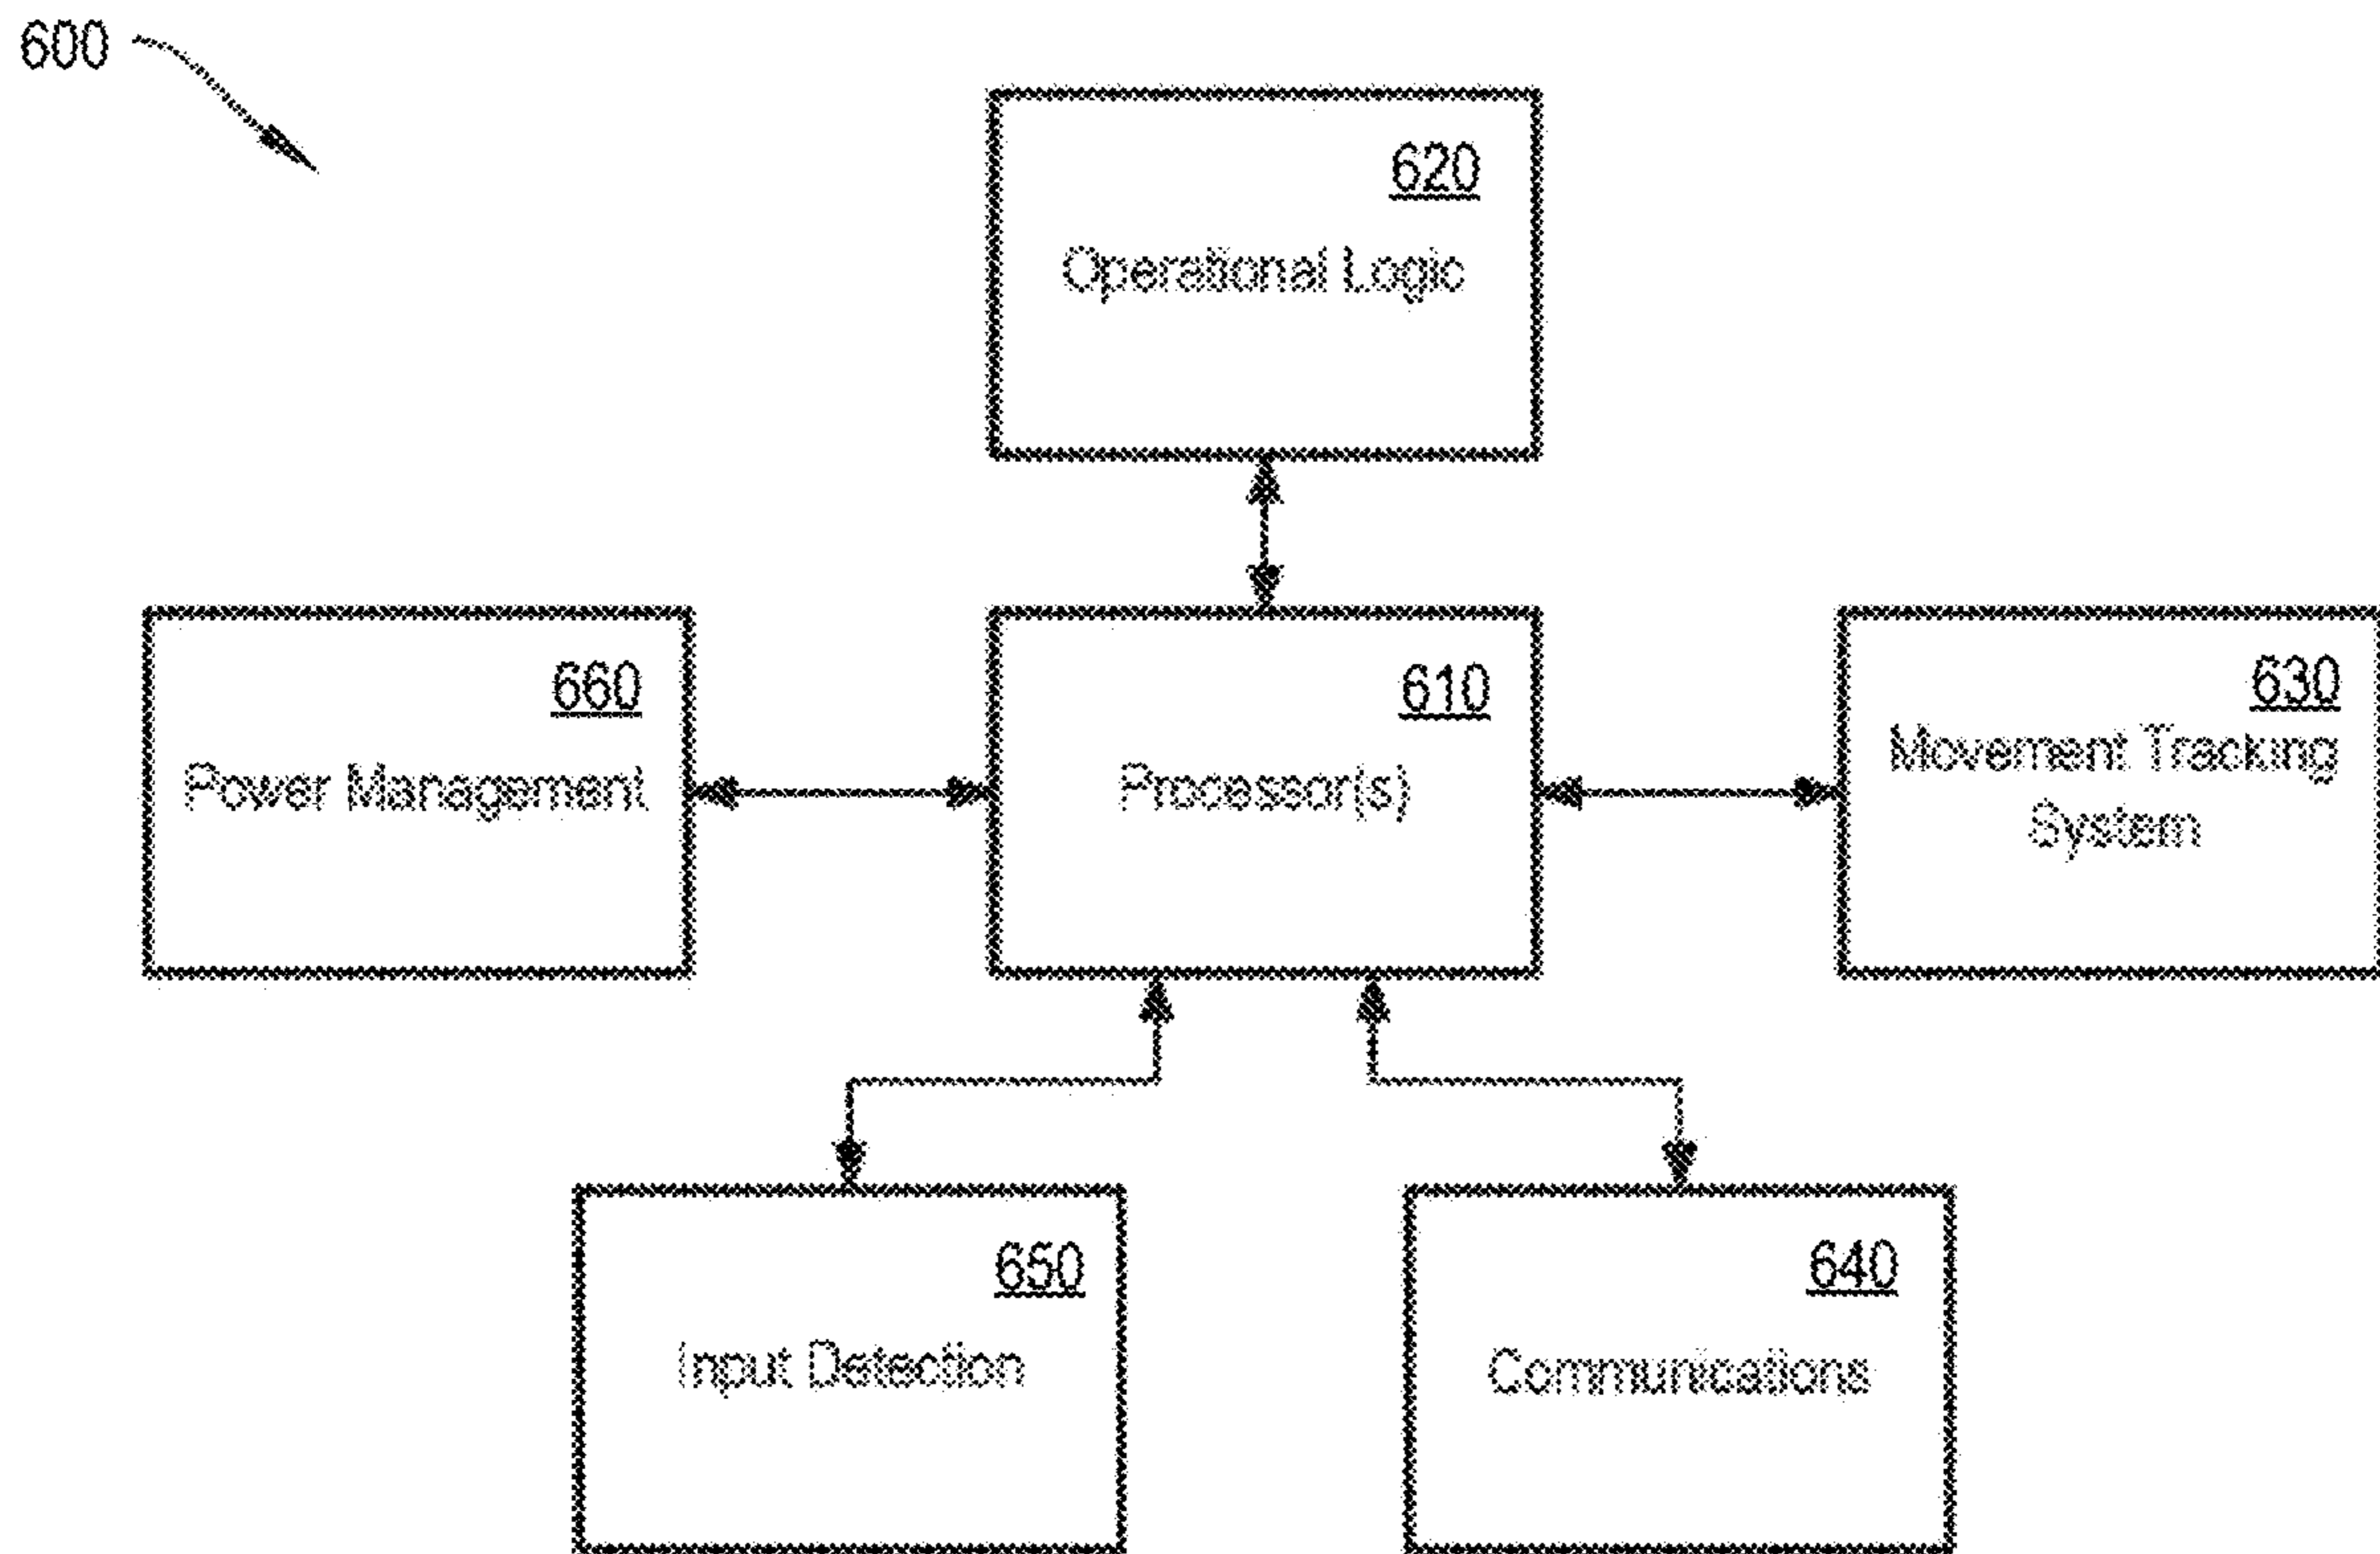 600
620
Operational Logic
660
Power Management
610
Processor(s)
630
Movement Tracking
System
650
Input Detection
640
Communications